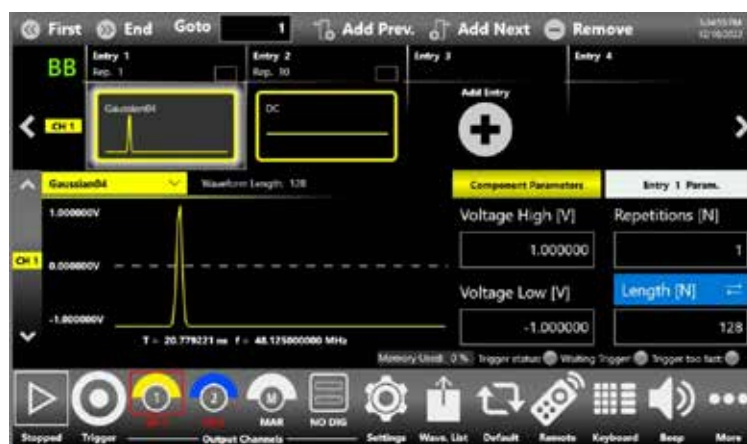 First End Goto 1 Add Prev. Add Next Remove
BB
Entry 1
Rep. 1
Entry 2
Rep. 10
Entry 3
Entry 4
CH 1
Gaussian04
DC
Add Entry
Gaussian04
Waveform Length: 128
Component Parameters
Entry 1 Param.
1.000000V
0.000000V
-1.000000V
CH 1
Voltage High [V]
1.000000
Repetitions [N]
1
Voltage Low [V]
-1.000000
Length [N]
128
T = 20.779221 ns f = 48.125000000 MHz
Memory Used: 0 % Trigger status: Waiting Trigger Trigger too fast:
1 2 M
Stopped Trigger Output Channels MAR NO DIG Settings Wave. List Default Remote Keyboard Beep More